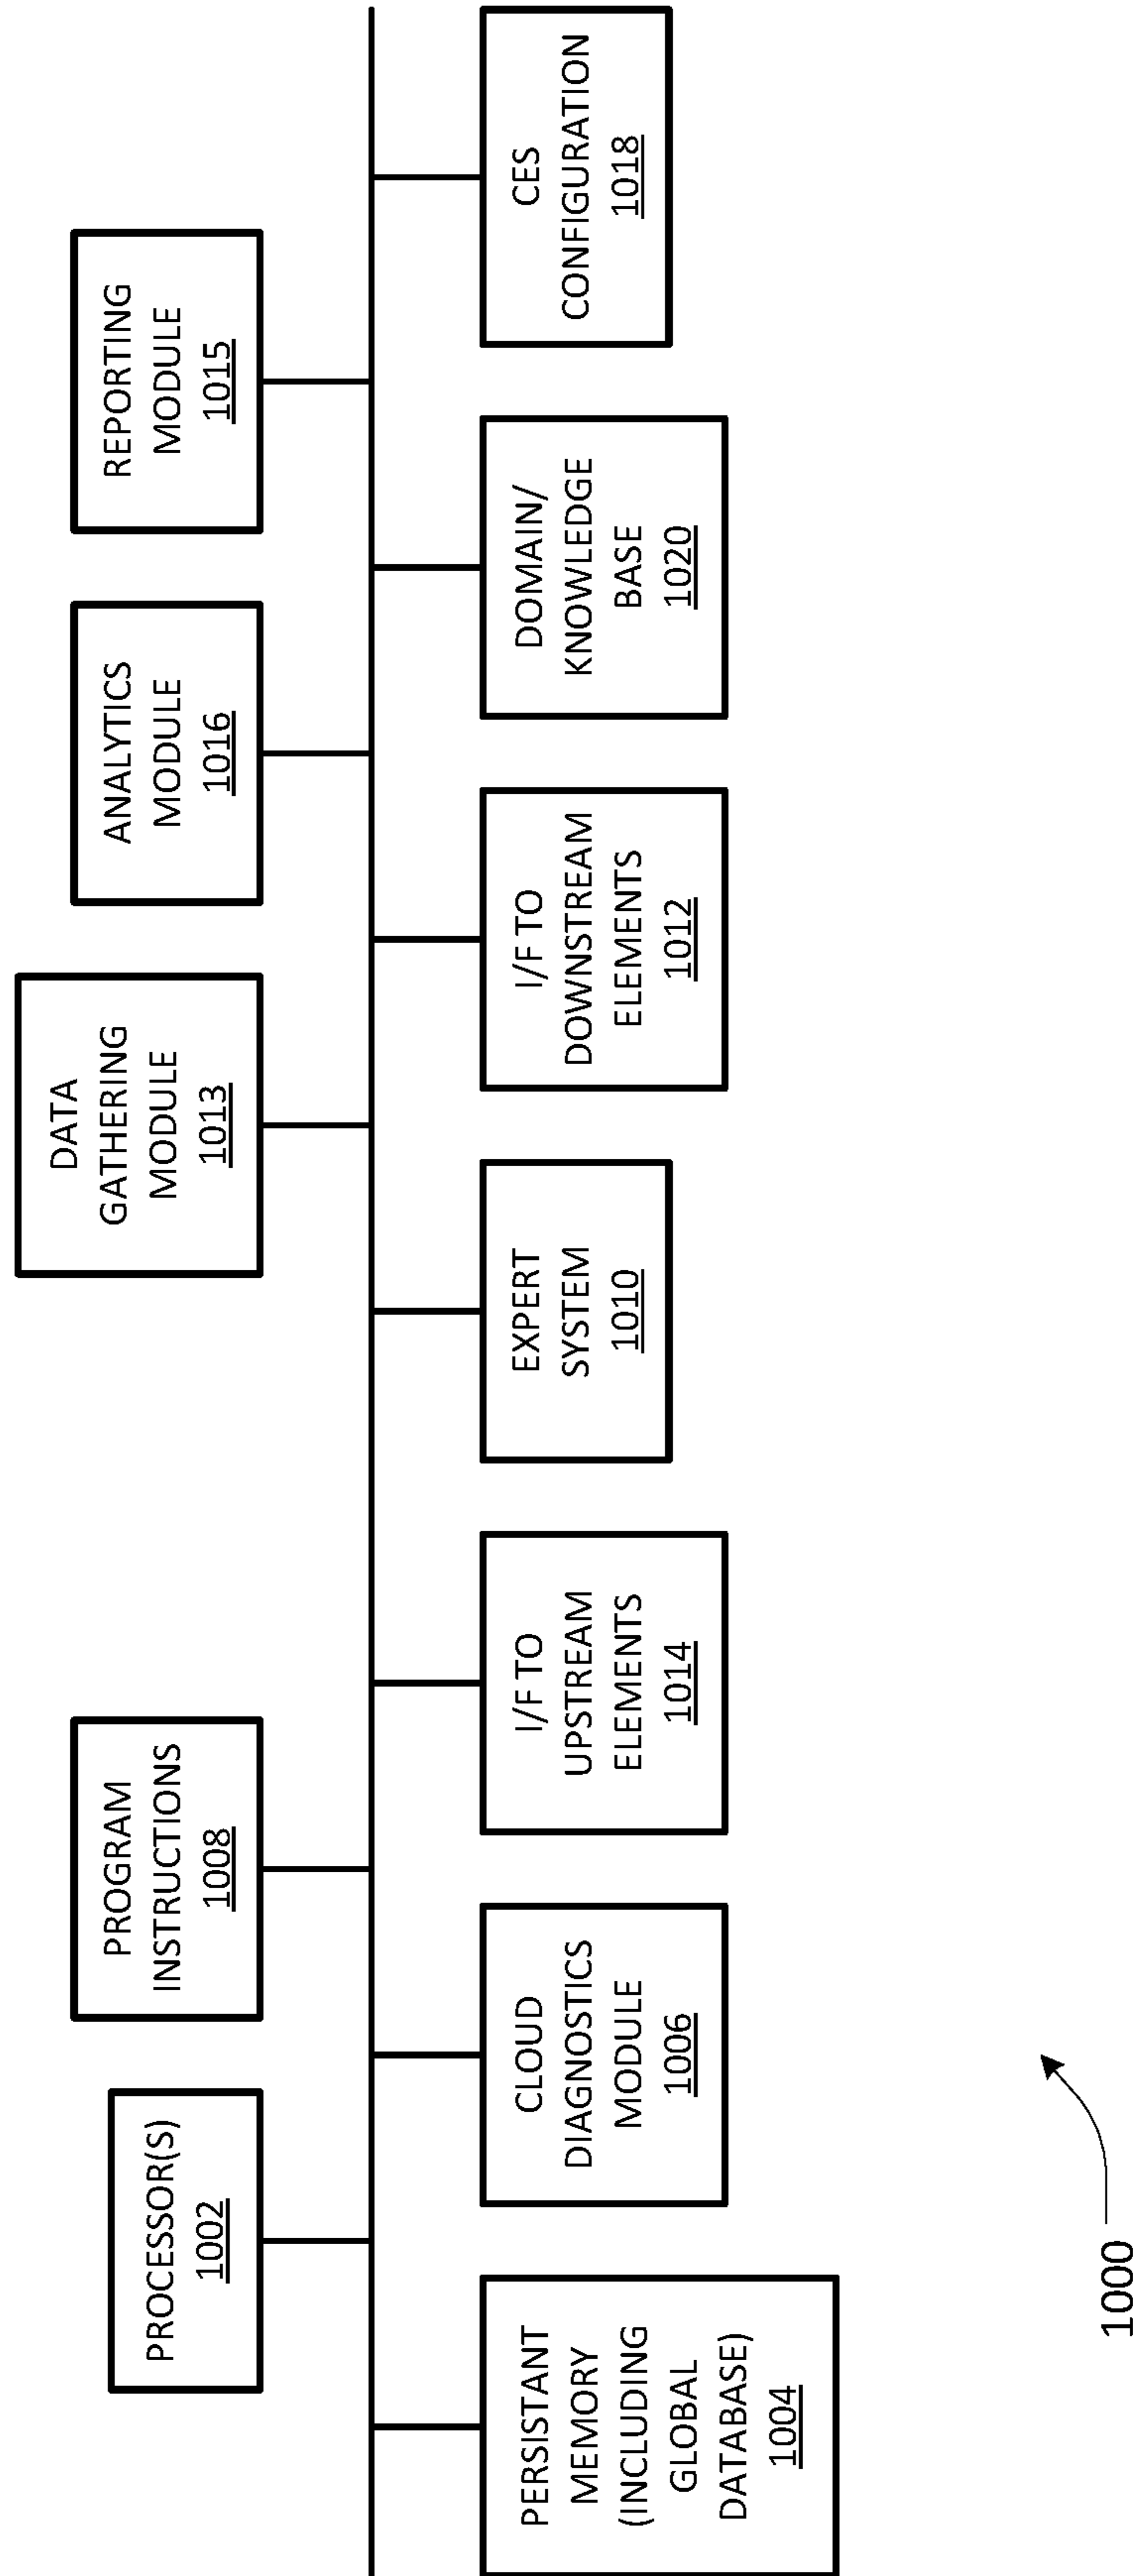 PROCESSOR(S)
1002
PROGRAM
INSTRUCTIONS
1008
DATA
GATHERING
MODULE
1013
ANALYTICS
MODULE
1016
REPORTING
MODULE
1015
PERSISTANT
MEMORY
(INCLUDING
GLOBAL
DATABASE)
1004
CLOUD
DIAGNOSTICS
MODULE
1006
I/F TO
UPSTREAM
ELEMENTS
1014
EXPERT
SYSTEM
1010
I/F TO
DOWNSTREAM
ELEMENTS
1012
DOMAIN/
KNOWLEDGE
BASE
1020
CES
CONFIGURATION
1018
1000